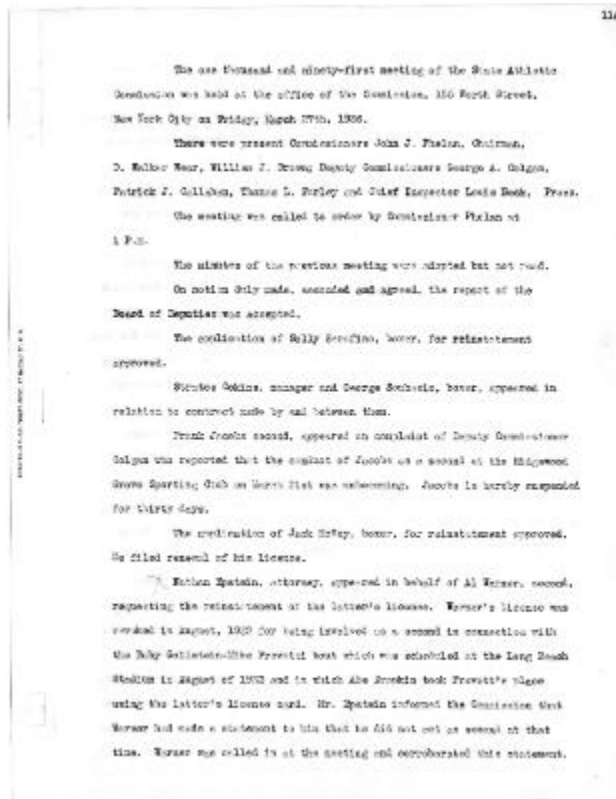 The one thousand and ninety-first meeting of the State Athletic
Commission was held at the office of the Commission, 156 Worth Street,
New York City on Friday, March 27th, 1936.
There were present Commissioners John J. Phelan, Chairman,
D. Walker Wear, William J. Brown; Deputy Commissioners George A.
Patrick J. Callahan, Thomas L. Farley and Chief Inspector Louis Beck.
The meeting was called to order by Commissioner Phelan at
1 P.M.
The minutes of the previous meeting were adopted but not read.
On motion duly made, seconded and agreed, the report of the
Board of Deputies was accepted.
The application of Serafino, boxer, for reinstatement
approved.
manager and George boxer, appeared in
relation to contract made by and between them.
Frank Jacobs second, appeared on complaint of Deputy Commissioner
was reported that the conduct of Jacobs as a second at the Ridgewood
Grove Sporting Club on March 21st was unbecoming. Jacobs is hereby suspended
for thirty days.
The application of Jack boxer, for reinstatement approved.
He filed renewal of his license.
Nathan Epstein, attorney, appeared in behalf of Al Warner, second,
requesting the reinstatement of the latter's license. Warner's license was
revoked in August, for being involved as a second in connection with
the Ruby bout which was scheduled at the Long Beach
Stadium in August of 1932 and in which Abe took place
using the latter's license card. Mr. Epstein informed the Commission that
Warner had made a statement to him that he did not act as second at that
time. Warner was called in at the meeting and corroborated this statement.